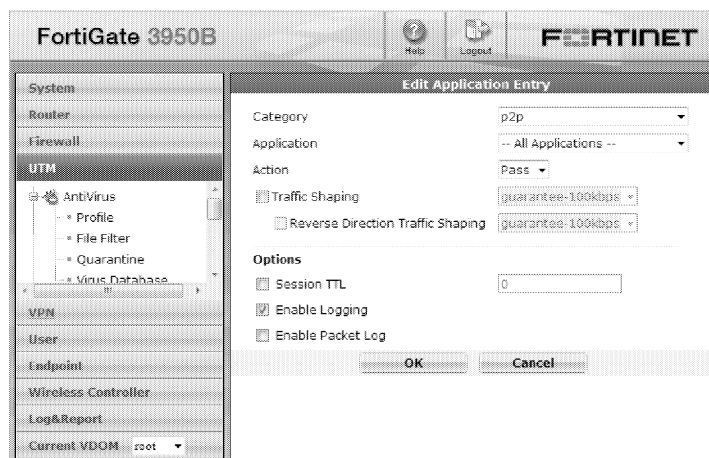 FortiGate 3950B
Help
Logout
FORTINET
System
Router
Firewall
UTM
AntiVirus
Profile
File Filter
Quarantine
Virus Database
VPN
User
Endpoint
Wireless Controller
Log&Report
Current VDOM root
Edit Application Entry
Category p2p
Application -- All Applications --
Action Pass
Traffic Shaping guarantee-100kbps
Reverse Direction Traffic Shaping guarantee-100kbps
Options
Session TTL 0
Enable Logging
Enable Packet Log
OK Cancel